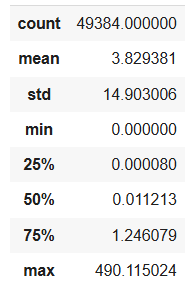 count 49384.000000
mean 3.829381
std 14.903006
min 0.000000
25% 0.000080
50% 0.011213
75% 1.246079
max 490.115024